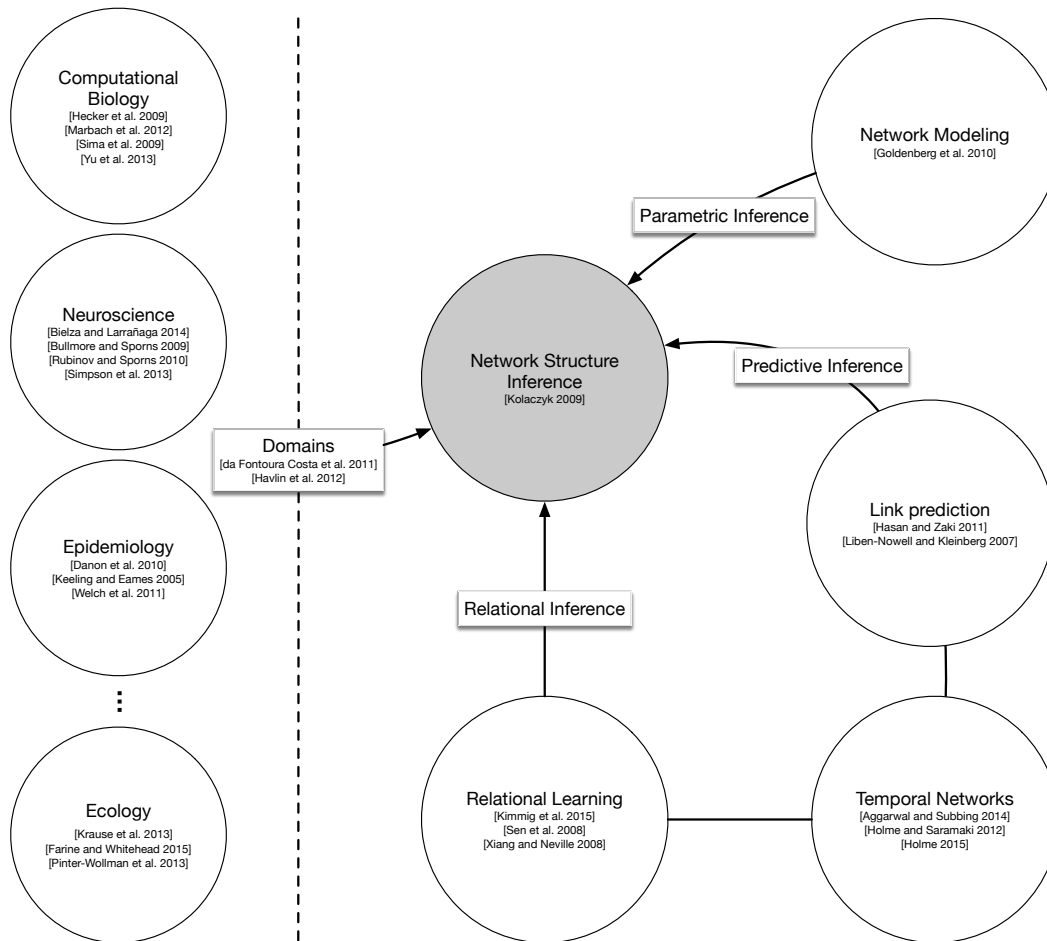 Computational
Biology
[Hecker et al. 2009]
[Marbach et al. 2012]
[Sima et al. 2009]
[Yu et al. 2013]
Neuroscience
[Bielza and Larrañaga 2014]
[Bullmore and Sporns 2009]
[Rubinov and Sporns 2010]
[Simpson et al. 2013]
Epidemiology
[Danon et al. 2010]
[Keeling and Eames 2005]
[Welch et al. 2011]
Ecology
[Krause et al. 2013]
[Farine and Whitehead 2015]
[Pinter-Wollman et al. 2013]
Domains
[da Fontoura Costa et al. 2011]
[Havlin et al. 2012]
Network Structure
Inference
[Kolaczyk 2009]
Network Modeling
[Goldenberg et al. 2010]
Parametric Inference
Predictive Inference
Link prediction
[Hasan and Zaki 2011]
[Liben-Nowell and Kleinberg 2007]
Relational Inference
Relational Learning
[Kimmig et al. 2015]
[Sen et al. 2008]
[Xiang and Neville 2008]
Temporal Networks
[Aggarwal and Subbing 2014]
[Holme and Saramaki 2012]
[Holme 2015]